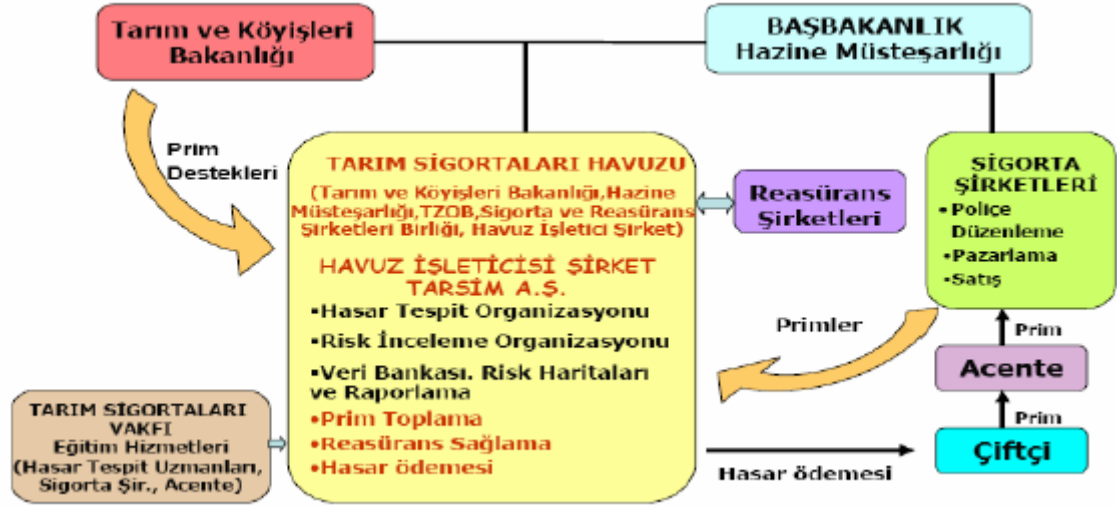 Tarım ve Köyişleri
Bakanlığı
BAŞBAKANLIK
Hazine Müsteşarlığı
Prim
Destekleri
TARIM SİGORTALARI HAVUZU
(Tarım ve Köyişleri Bakanlığı,Hazine
Müsteşarlığı,TZOB,Sigorta ve Reasürans
Şirketleri Birliği, Havuz İşletici Şirket)
HAVUZ İŞLETİCİSİ ŞİRKET
TARSİM A.Ş.
▪Hasar Tespit Organizasyonu
▪Risk İnceleme Organizasyonu
▪Veri Bankası. Risk Haritaları
ve Raporlama
•Prim Toplama
•Reasürans Sağlama
•Hasar ödemesi
Reasürans
Şirketleri
SİGORTA
ŞİRKETLERİ
• Poliçe
Düzenleme
•Pazarlama
•Satış
Primler
Prim
Acente
Prim
Çiftçi
Hasar ödemesi
TARIM SİGORTALARI
VAKFI
Eğitim Hizmetleri
(Hasar Tespit Uzmanları,
Sigorta Şir., Acente)